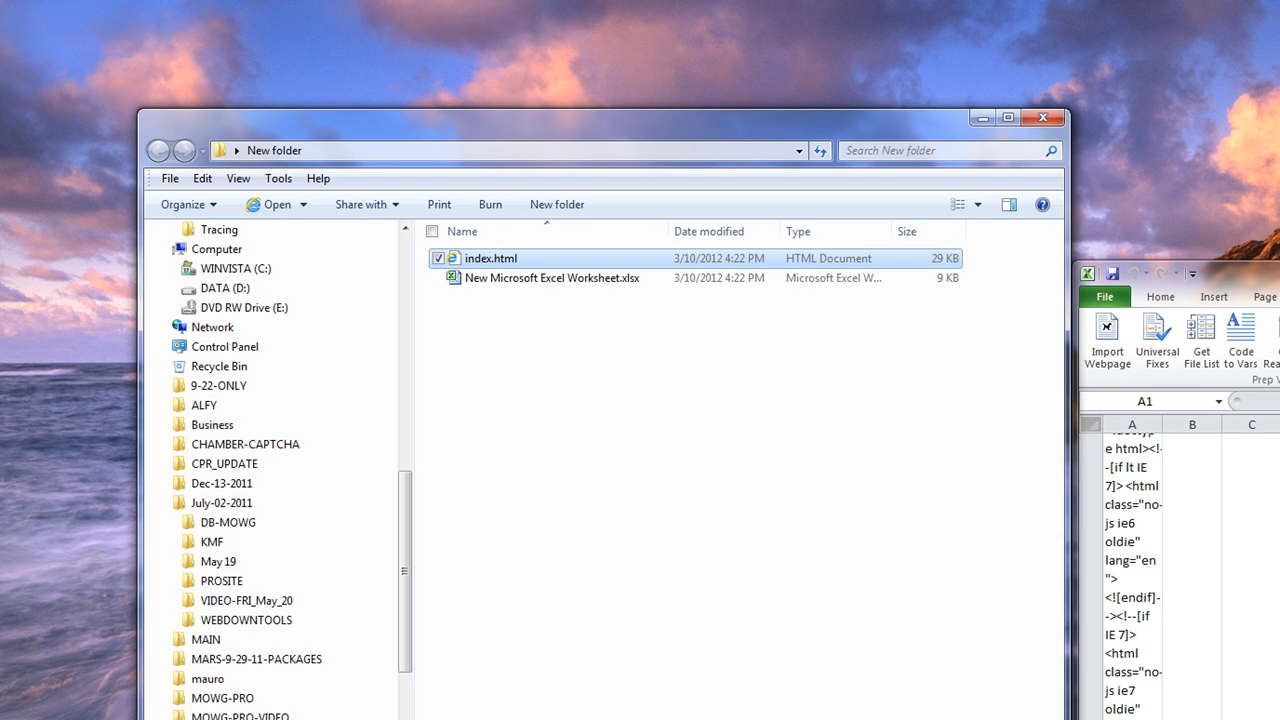 New folder
Search New folder
File Edit View Tools Help
Organize Open Share with Print Burn New folder
Name Date modified Type Size
index.html 3/10/2012 4:22 PM HTML Document 29 KB
New Microsoft Excel Worksheet.xlsx 3/10/2012 4:22 PM Microsoft Excel W... 9 KB
Tracing
Computer
WINVISTA (C:)
DATA (D:)
DVD RW Drive (E:)
Network
Control Panel
Recycle Bin
9-22-ONLY
ALFY
Business
CHAMBER-CAPTCHA
CPR_UPDATE
Dec-13-2011
July-02-2011
DB-MOWG
KMF
May 19
PROSITE
VIDEO-FRI_May_20
WEBDOWNTOOLS
MAIN
MARS-9-29-11-PACKAGES
mauro
MOWG-PRO
MOWG-PRO-VIDEO
File Home Insert Page
Import Universal Get Code
Webpage Fixes File List to Vars
Prep
A1
A B C
e html><!-
-[if lt IE
7]> <html
class="no-
js ie6
oldie"
lang="en
">
<![endif]-
-><!--[if
IE 7]>
<html
class="no-
js ie7
oldie"